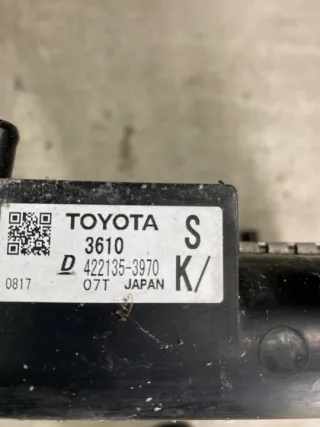 TOYOTA S
3610
D 422135-3970 K/
0817 07T JAPAN